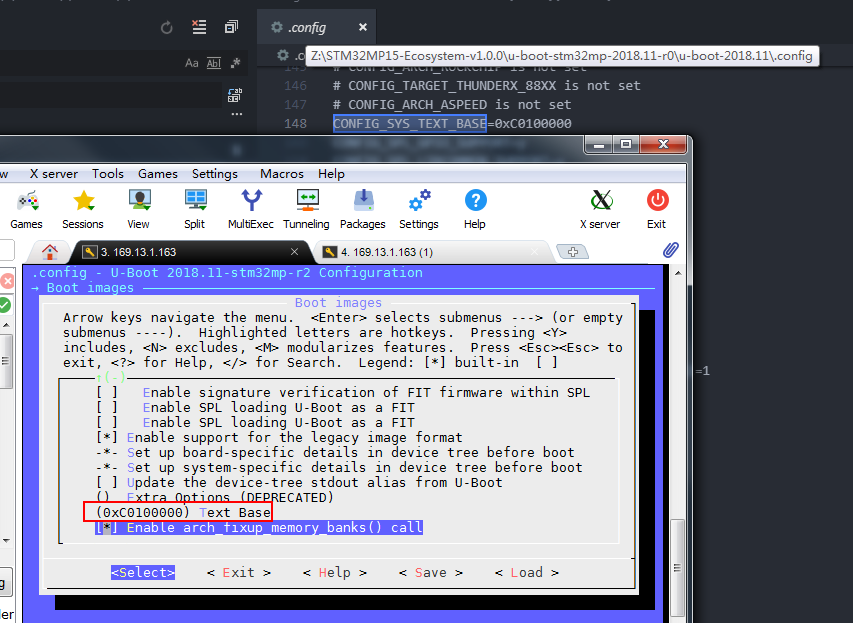 .config
Z:\STM32MP15-Ecosystem-v1.0.0\u-boot-stm32mp-2018.11-r0\u-boot-2018.11\.config
Aa Abl .*
145 # CONFIG_ARCH_ROCKCHIP is not set
146 # CONFIG_TARGET_THUNDERX_88XX is not set
147 # CONFIG_ARCH_ASPEED is not set
148 CONFIG_SYS_TEXT_BASE=0xC0100000
w X server Tools Games Settings Macros Help
Games Sessions View Split MultiExec Tunneling Packages Settings Help X server Exit
3. 169.13.1.163
4. 169.13.1.163 (1)
.config - U-Boot 2018.11-stm32mp-r2 Configuration
→ Boot images
Boot images
Arrow keys navigate the menu. <Enter> selects submenus ---> (or empty
submenus ----). Highlighted letters are hotkeys. Pressing <Y>
includes, <N> excludes, <M> modularizes features. Press <Esc><Esc> to
exit, <?> for Help, </> for Search. Legend: [*] built-in [ ]
↑(-)
[ ] Enable signature verification of FIT firmware within SPL
[ ] Enable SPL loading U-Boot as a FIT
[ ] Enable SPL loading U-Boot as a FIT
[*] Enable support for the legacy image format
-*- Set up board-specific details in device tree before boot
-*- Set up system-specific details in device tree before boot
[ ] Update the device-tree stdout alias from U-Boot
() Extra Options (DEPRECATED)
(0xC0100000) Text Base
[*] Enable arch_fixup_memory_banks() call
<Select> < Exit > < Help > < Save > < Load >
=1
g
der